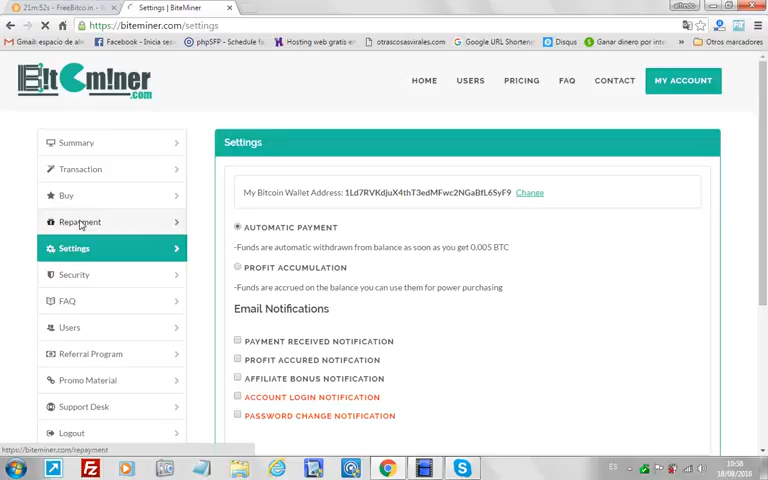 21m:52s - FreeBitco.in - W
Settings | BiteMiner
alfredo
https://biteminer.com/settings
Gmail: espacio de al
Facebook - Inicia sesi
phpSFP - Schedule f
Hosting web gratis en
otrascosasvirales.com
Google URL Shortene
Disqus
Ganar dinero por inte
»
Otros marcadores
B!tCm!ner
.com
HOME
USERS
PRICING
FAQ
CONTACT
MY ACCOUNT
Summary
Transaction
Buy
Repayment
Settings
Security
FAQ
Users
Referral Program
Promo Material
Support Desk
Logout
Settings
My Bitcoin Wallet Address: 1Ld7RVKdjuX4thT3edMFwc2NGaBfL6SyF9 Change
AUTOMATIC PAYMENT
-Funds are automatic withdrawn from balance as soon as you get 0.005 BTC
PROFIT ACCUMULATION
-Funds are accrued on the balance you can use them for power purchasing
Email Notifications
PAYMENT RECEIVED NOTIFICATION
PROFIT ACCURED NOTIFICATION
AFFILIATE BONUS NOTIFICATION
ACCOUNT LOGIN NOTIFICATION
PASSWORD CHANGE NOTIFICATION
https://biteminer.com/repayment
ES
10:58
18/08/2016